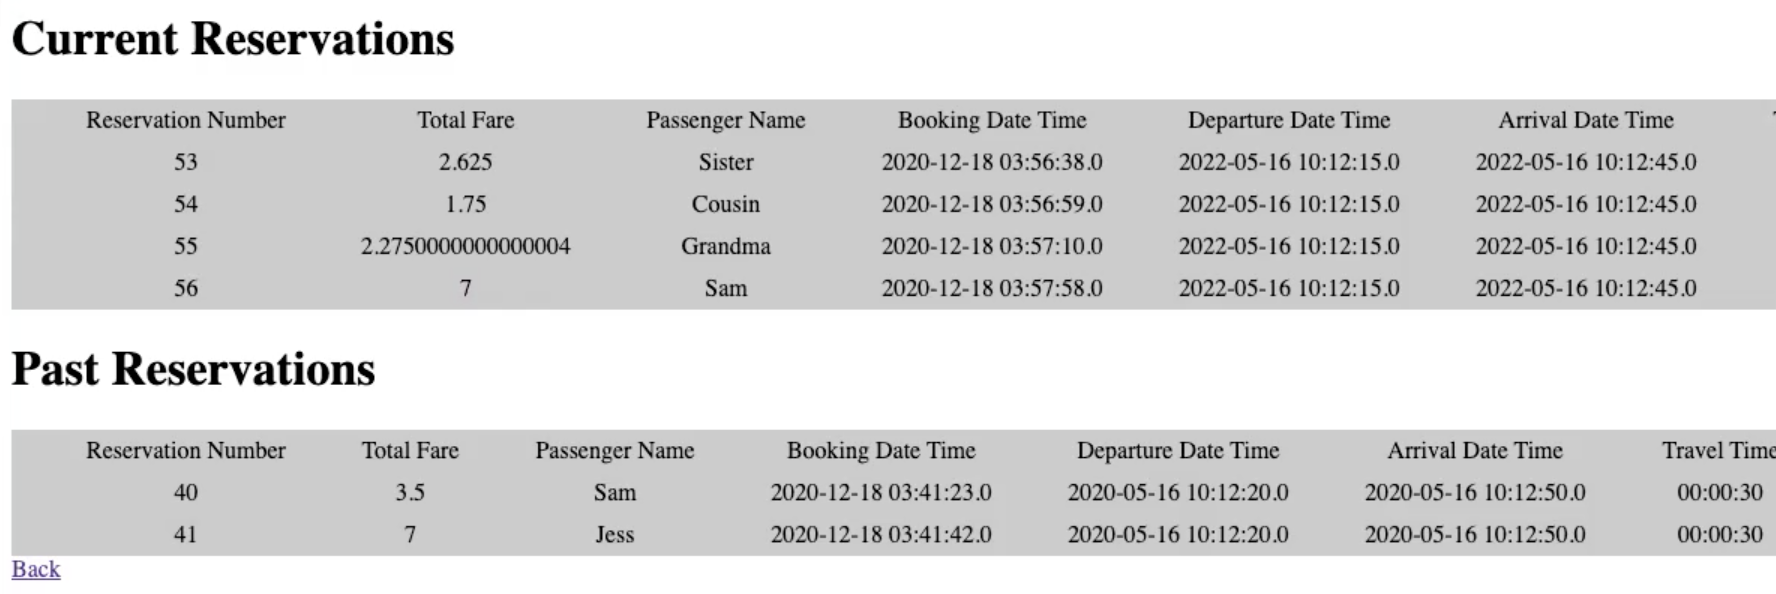 Current Reservations
Reservation Number Total Fare Passenger Name Booking Date Time Departure Date Time Arrival Date Time
53 2.625 Sister 2020-12-18 03:56:38.0 2022-05-16 10:12:15.0 2022-05-16 10:12:45.0
54 1.75 Cousin 2020-12-18 03:56:59.0 2022-05-16 10:12:15.0 2022-05-16 10:12:45.0
55 2.2750000000000004 Grandma 2020-12-18 03:57:10.0 2022-05-16 10:12:15.0 2022-05-16 10:12:45.0
56 7 Sam 2020-12-18 03:57:58.0 2022-05-16 10:12:15.0 2022-05-16 10:12:45.0
Past Reservations
Reservation Number Total Fare Passenger Name Booking Date Time Departure Date Time Arrival Date Time Travel Time
40 3.5 Sam 2020-12-18 03:41:23.0 2020-05-16 10:12:20.0 2020-05-16 10:12:50.0 00:00:30
41 7 Jess 2020-12-18 03:41:42.0 2020-05-16 10:12:20.0 2020-05-16 10:12:50.0 00:00:30
Back